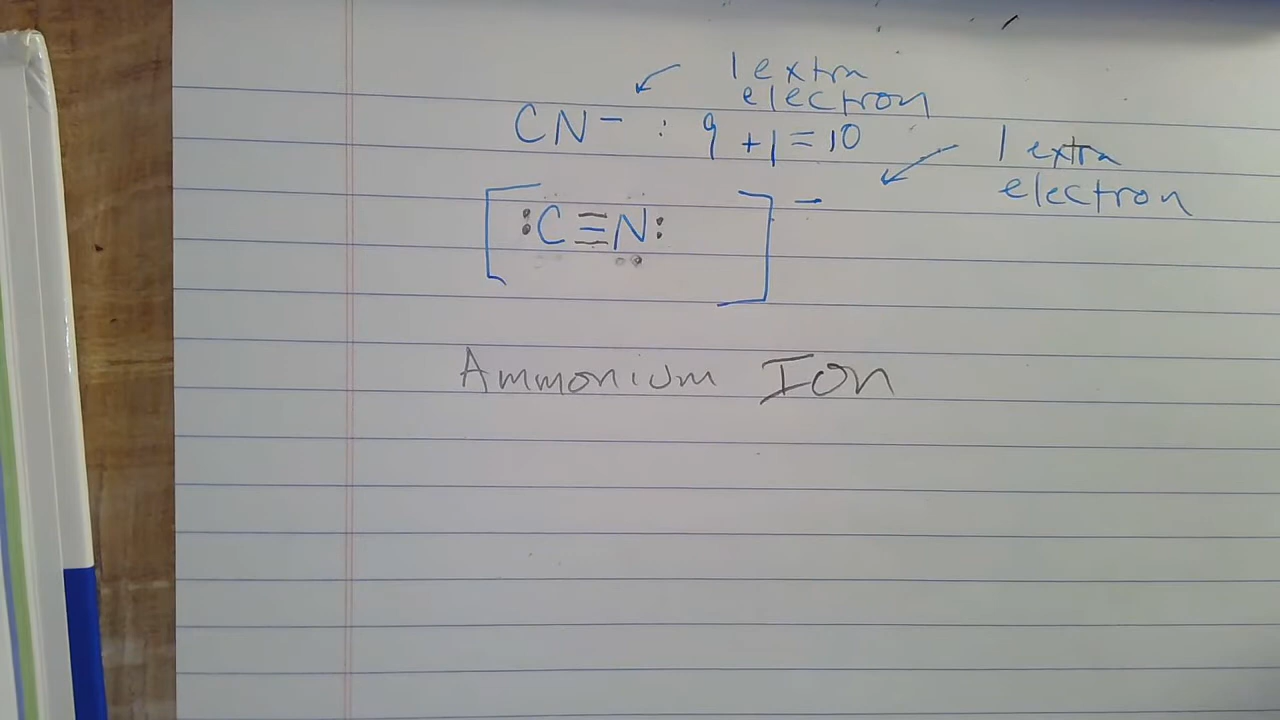 1 extra
electron
CN⁻ : 9 + 1 = 10
1 extra
electron
[:C≡N:]⁻
Ammonium Ion